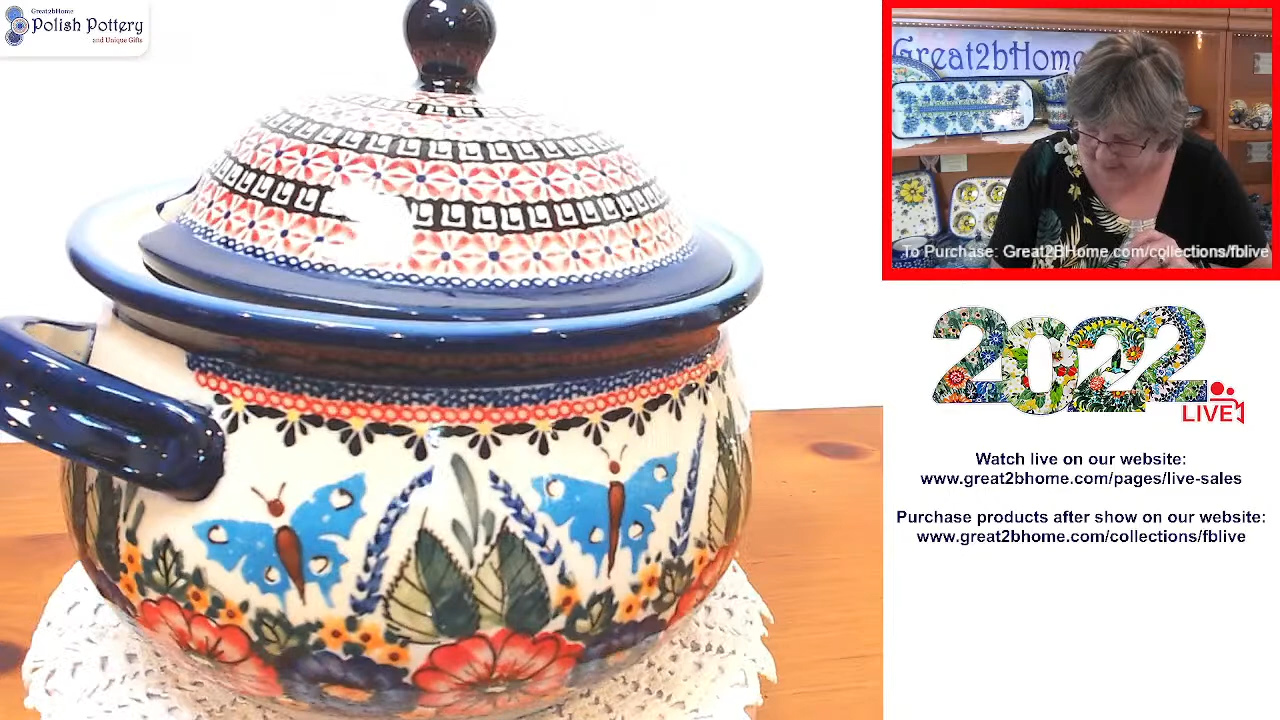 Great2bHome
Polish Pottery
and Unique Gifts
Great2bHome
To Purchase: Great2BHome.com/collections/fblive
2022
LIVE
Watch live on our website:
www.great2bhome.com/pages/live-sales
Purchase products after show on our website:
www.great2bhome.com/collections/fblive